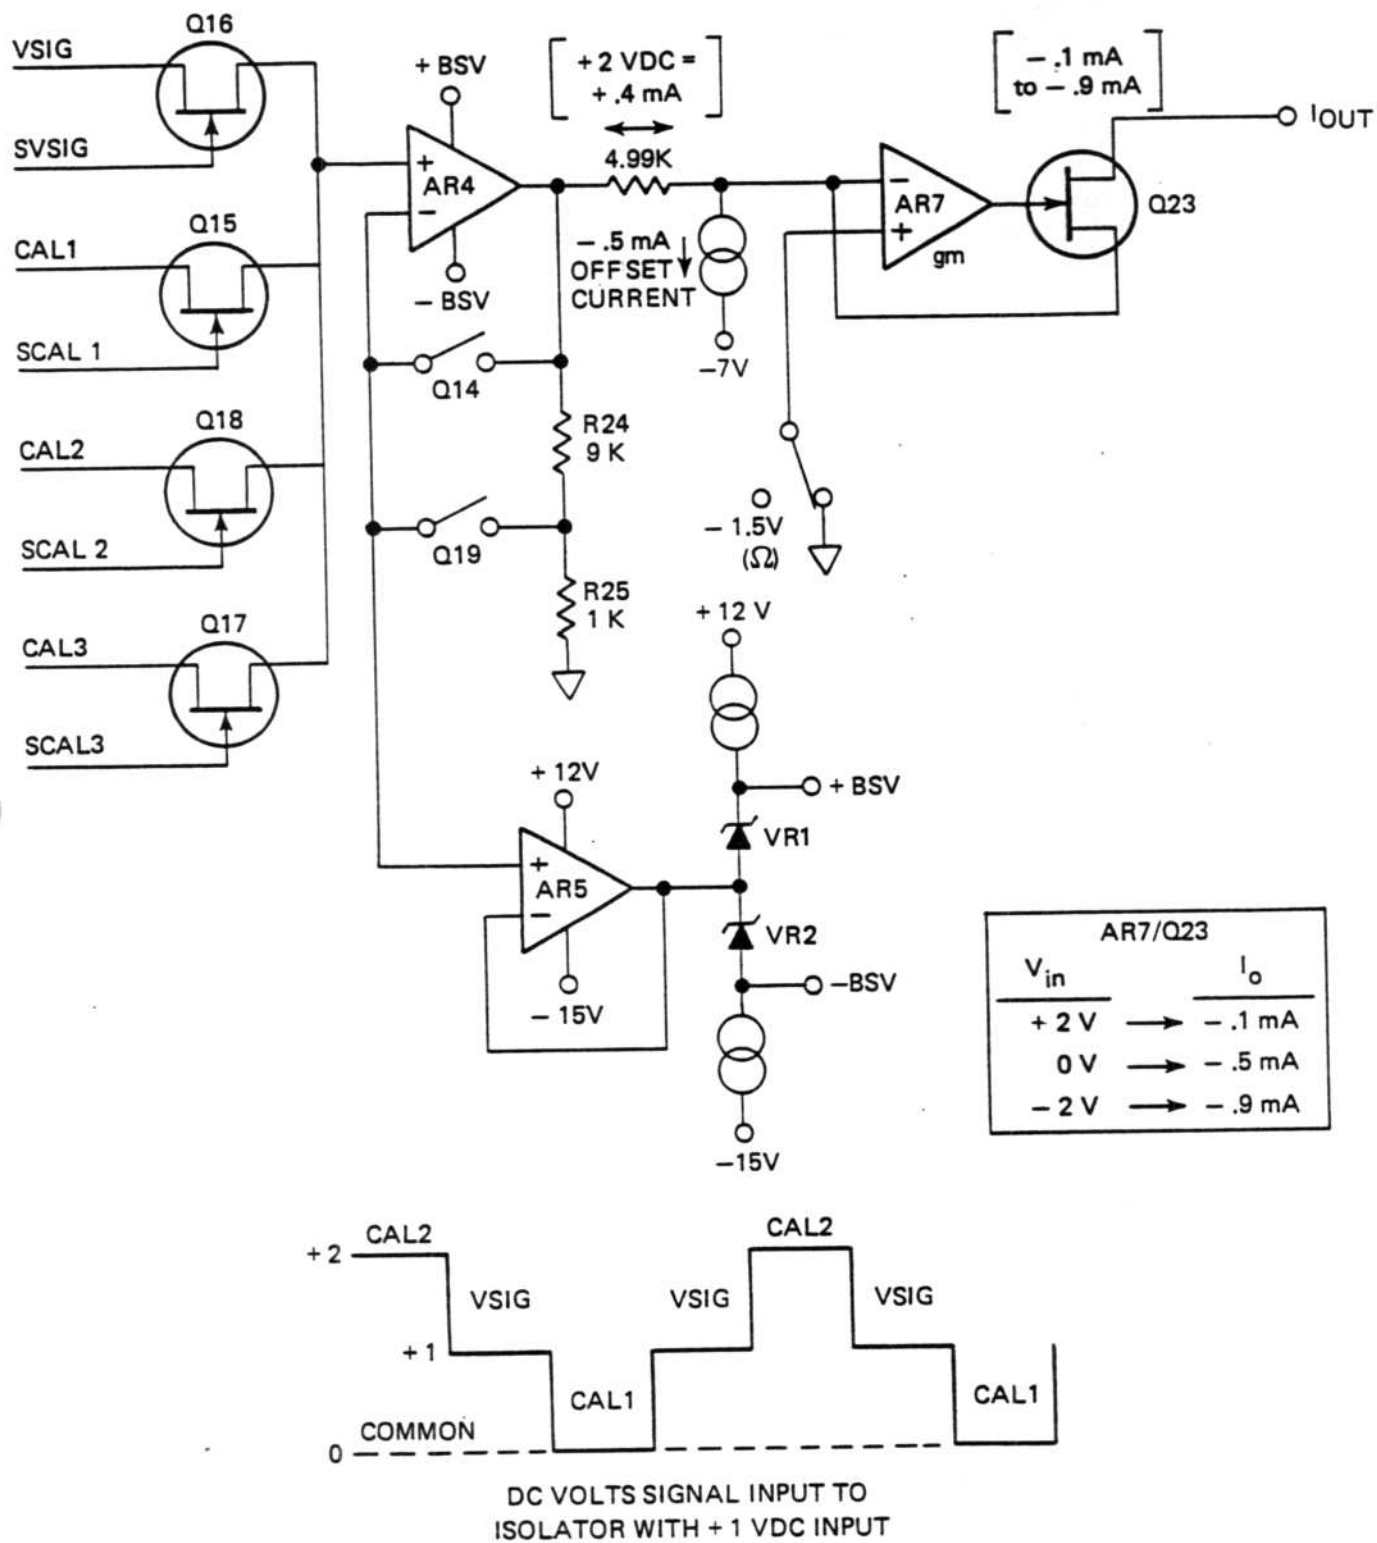 Q16
VSIG
SVSIG
Q15
CAL1
SCAL 1
Q18
CAL2
SCAL 2
Q17
CAL3
SCAL3
+ BSV
+
AR4
−
− BSV
+ 2 VDC =
+ .4 mA
4.99K
− .5 mA
OFFSET
CURRENT
−7V
− .1 mA
to − .9 mA
IOUT
−
AR7
+
gm
Q23
Q14
R24
9 K
Q19
R25
1 K
− 1.5V
(Ω)
+ 12 V
+ BSV
VR1
+ 12V
+
AR5
−
− 15V
VR2
−BSV
−15V
AR7/Q23
Vin Io
+ 2 V → − .1 mA
0 V → − .5 mA
− 2 V → − .9 mA
CAL2
+ 2
VSIG
+ 1
CAL1
COMMON
0
VSIG
CAL2
VSIG
CAL1
DC VOLTS SIGNAL INPUT TO
ISOLATOR WITH + 1 VDC INPUT